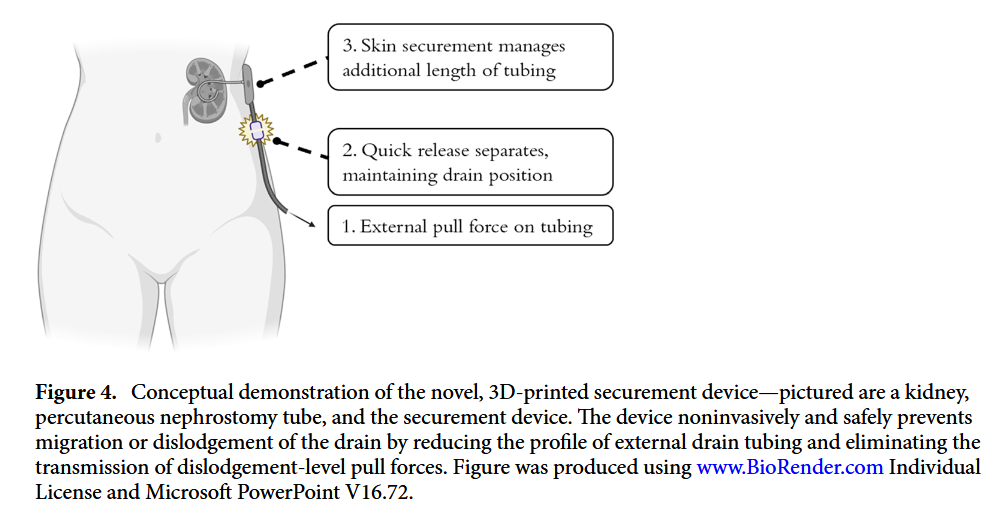 3. Skin securement manages
additional length of tubing
2. Quick release separates,
maintaining drain position
1. External pull force on tubing
Figure 4. Conceptual demonstration of the novel, 3D-printed securement device—pictured are a kidney,
percutaneous nephrostomy tube, and the securement device. The device noninvasively and safely prevents
migration or dislodgement of the drain by reducing the profile of external drain tubing and eliminating the
transmission of dislodgement-level pull forces. Figure was produced using www.BioRender.com Individual
License and Microsoft PowerPoint V16.72.